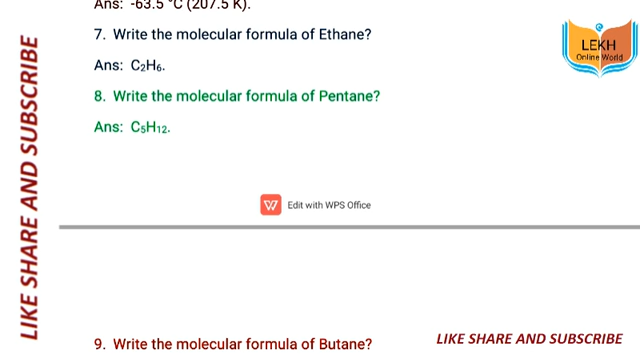 Ans: -63.5 °C (207.5 K).
7. Write the molecular formula of Ethane?
Ans: C₂H₆.
8. Write the molecular formula of Pentane?
Ans: C₅H₁₂.
LEKH
Online World
LIKE SHARE AND SUBSCRIBE
Edit with WPS Office
9. Write the molecular formula of Butane?
LIKE SHARE AND SUBSCRIBE